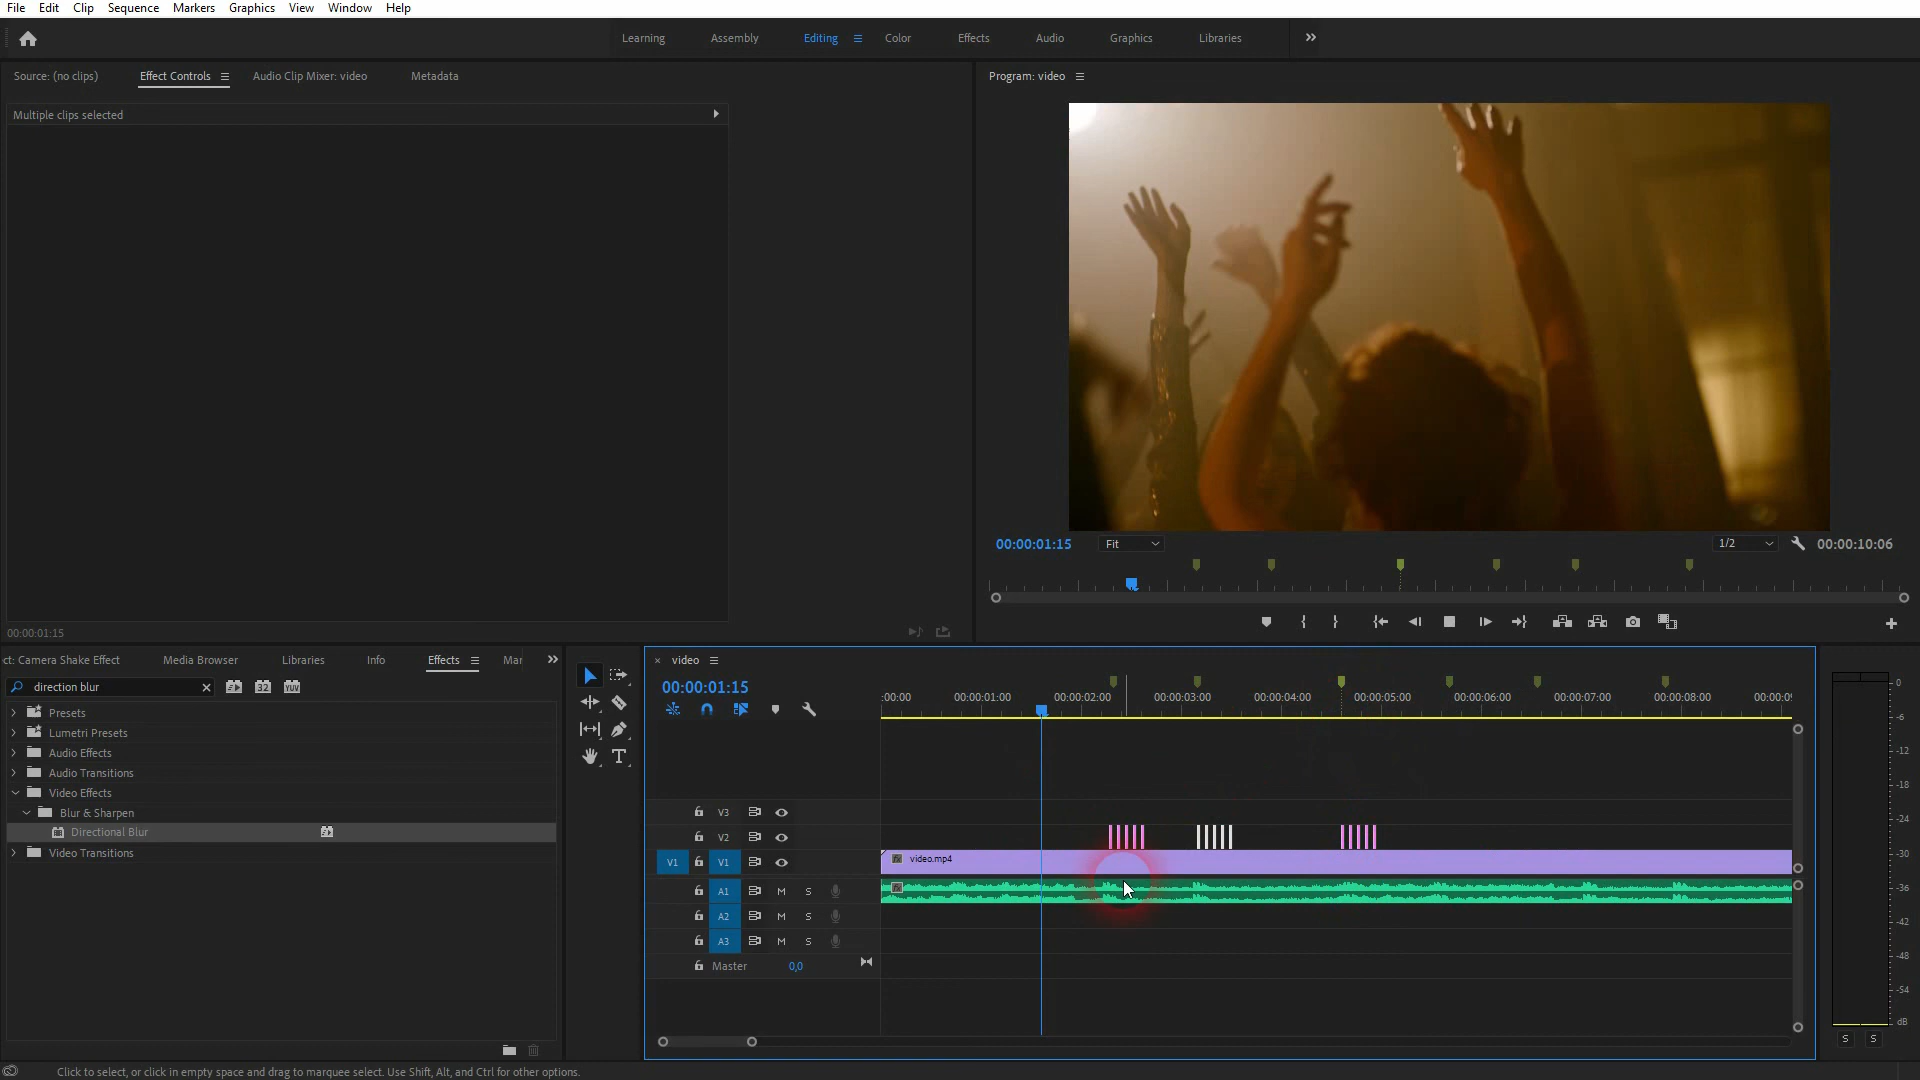 File Edit Clip Sequence Markers Graphics View Window Help
Learning Assembly Editing Color Effects Audio Graphics Libraries
Source: (no clips) Effect Controls Audio Clip Mixer: video Metadata
Program: video
Multiple clips selected
00:00:01:15 Fit 1/2 00:00:10:06
00:00:01:15
ct: Camera Shake Effect Media Browser Libraries Info Effects Mar
video
direction blur 32 YUV
00:00:01:15
:00:00 00:00:01:00 00:00:02:00 00:00:03:00 00:00:04:00 00:00:05:00 00:00:06:00 00:00:07:00 00:00:08:00 00:00:0
Presets
Lumetri Presets
Audio Effects
Audio Transitions
Video Effects
Blur & Sharpen
Directional Blur
Video Transitions
V3
V2
V1 V1 video.mp4
A1 M S
A2 M S
A3 M S
Master 0,0
0
-6
-12
-18
-24
-30
-36
-42
-48
-54
dB
S S
Click to select, or click in empty space and drag to marquee select. Use Shift, Alt, and Ctrl for other options.